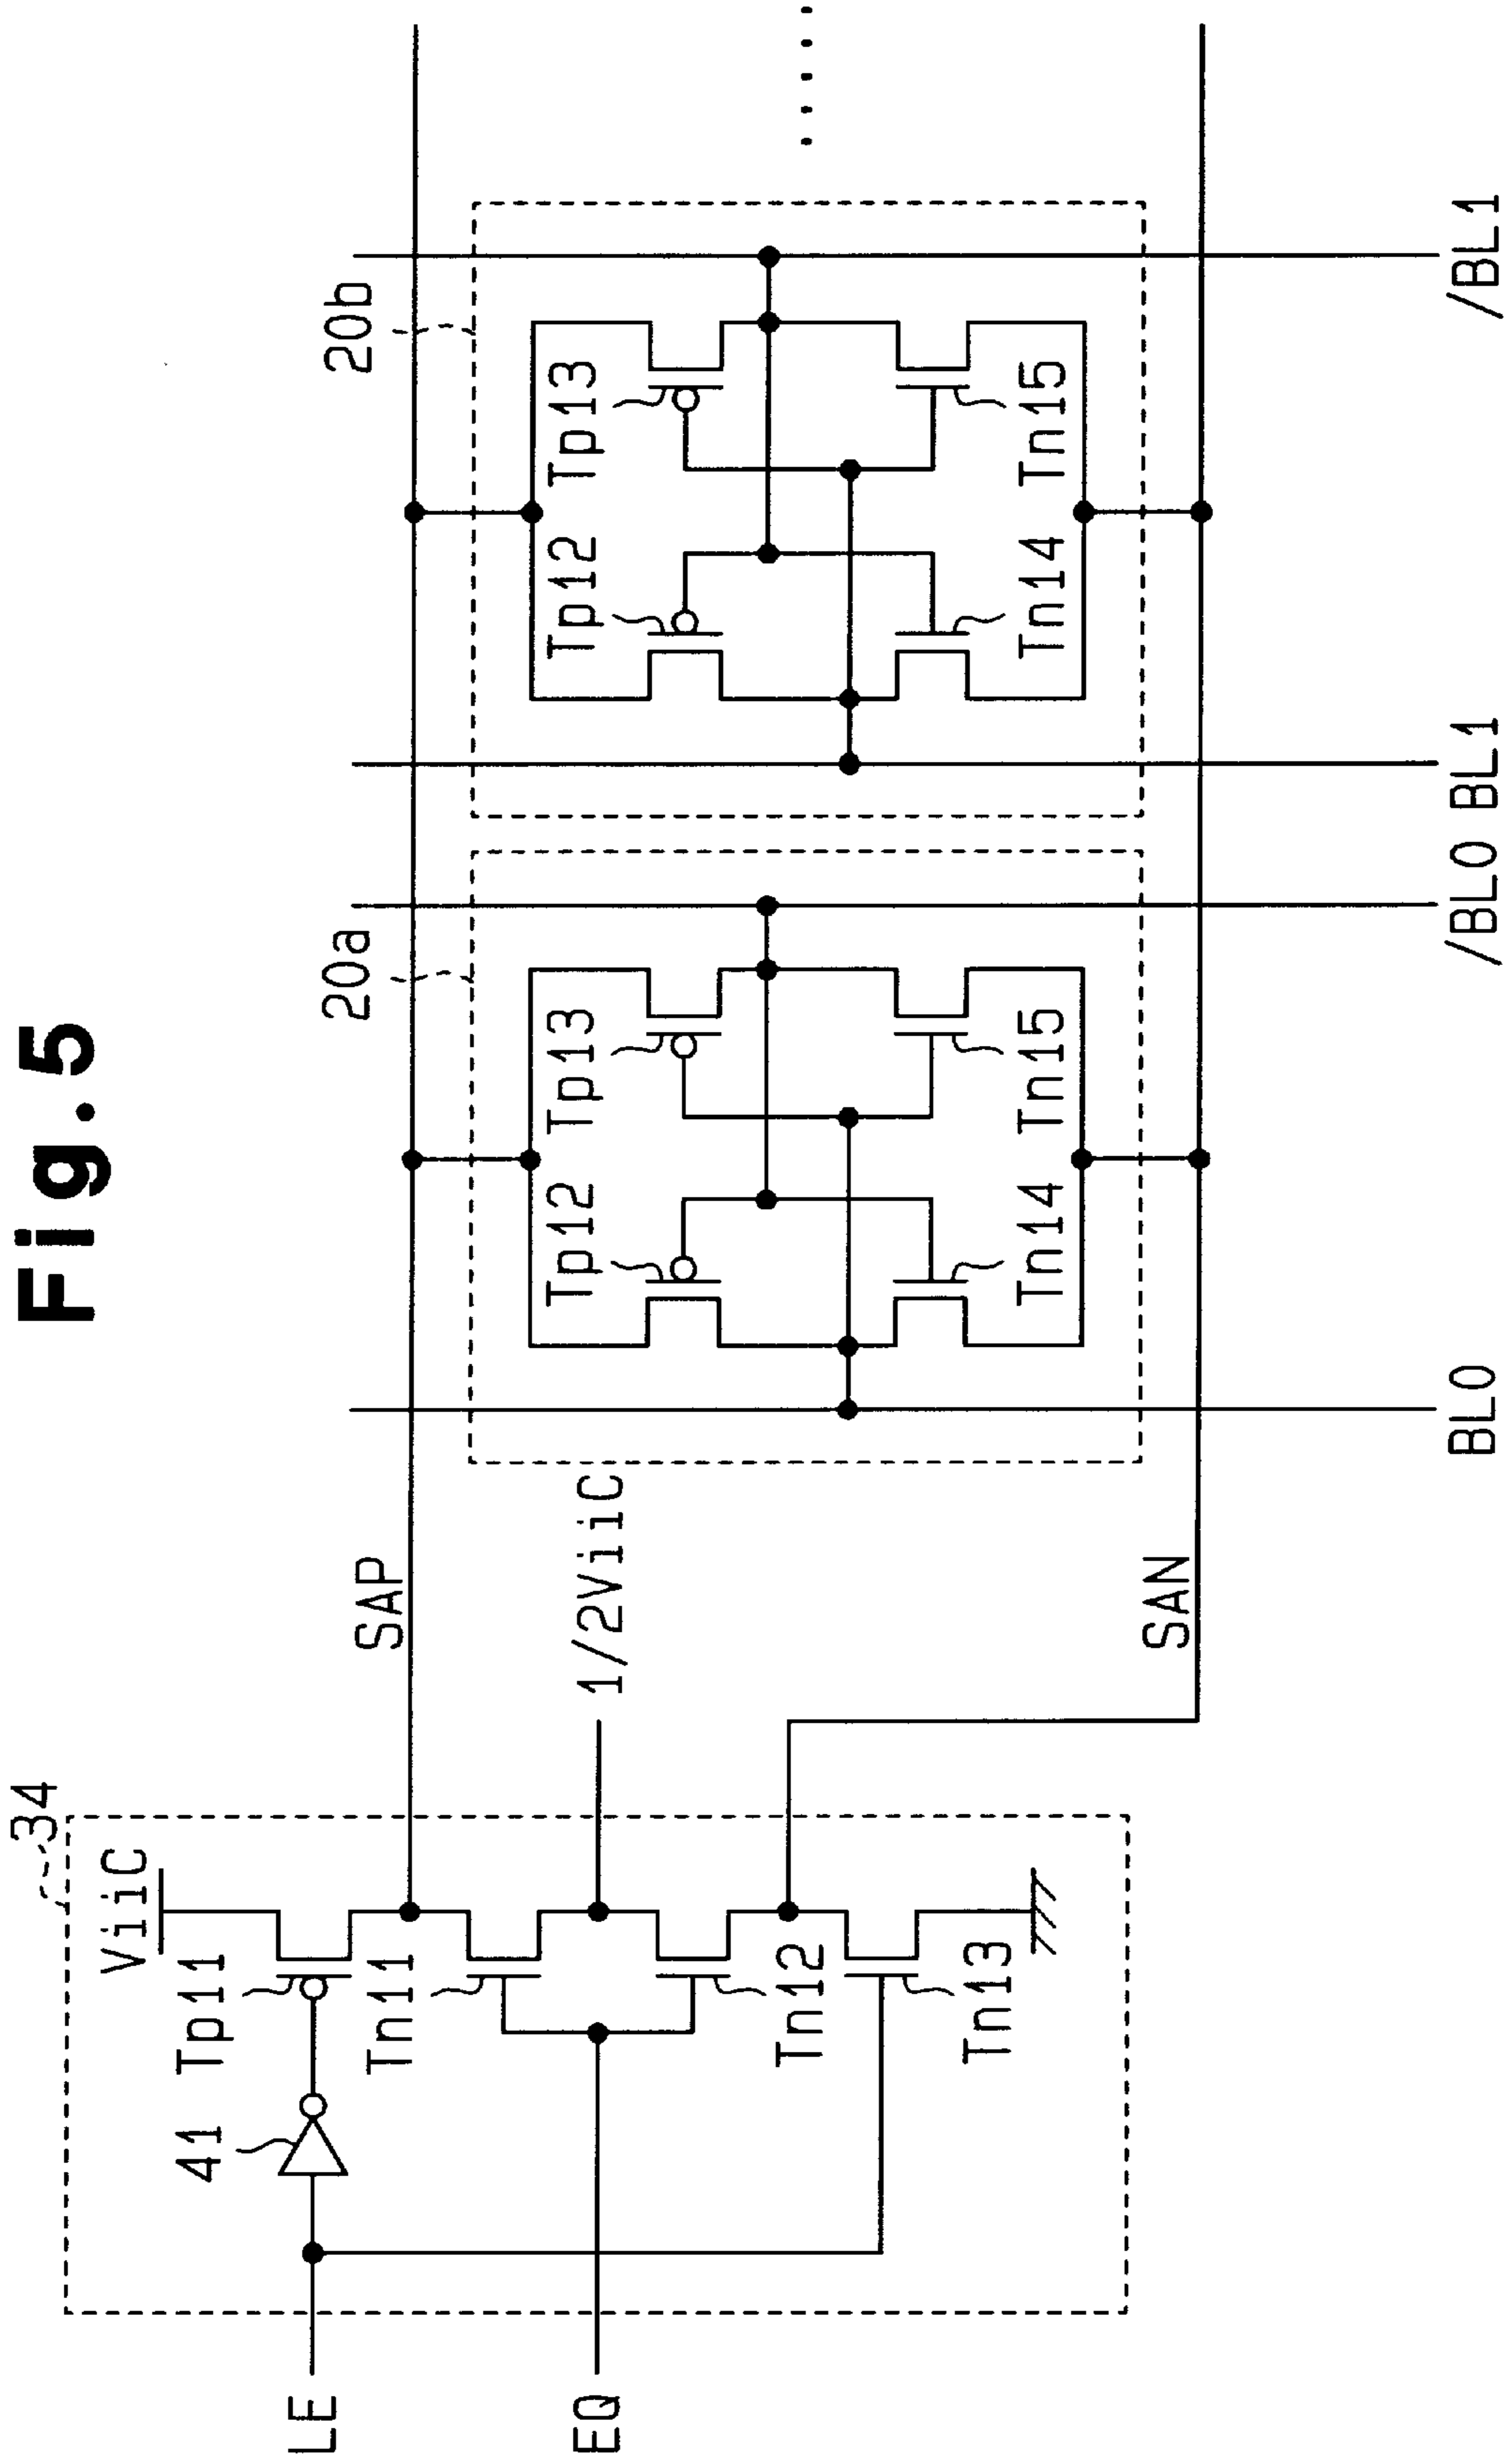 Fig.5
34
ViiC
41
Tp11
Tn11
Tn12
Tn13
LE
EQ
SAP
1/2ViiC
SAN
20a
Tp12
Tp13
Tn14
Tn15
20b
Tp12
Tp13
Tn14
Tn15
BL0
/BL0
BL1
/BL1